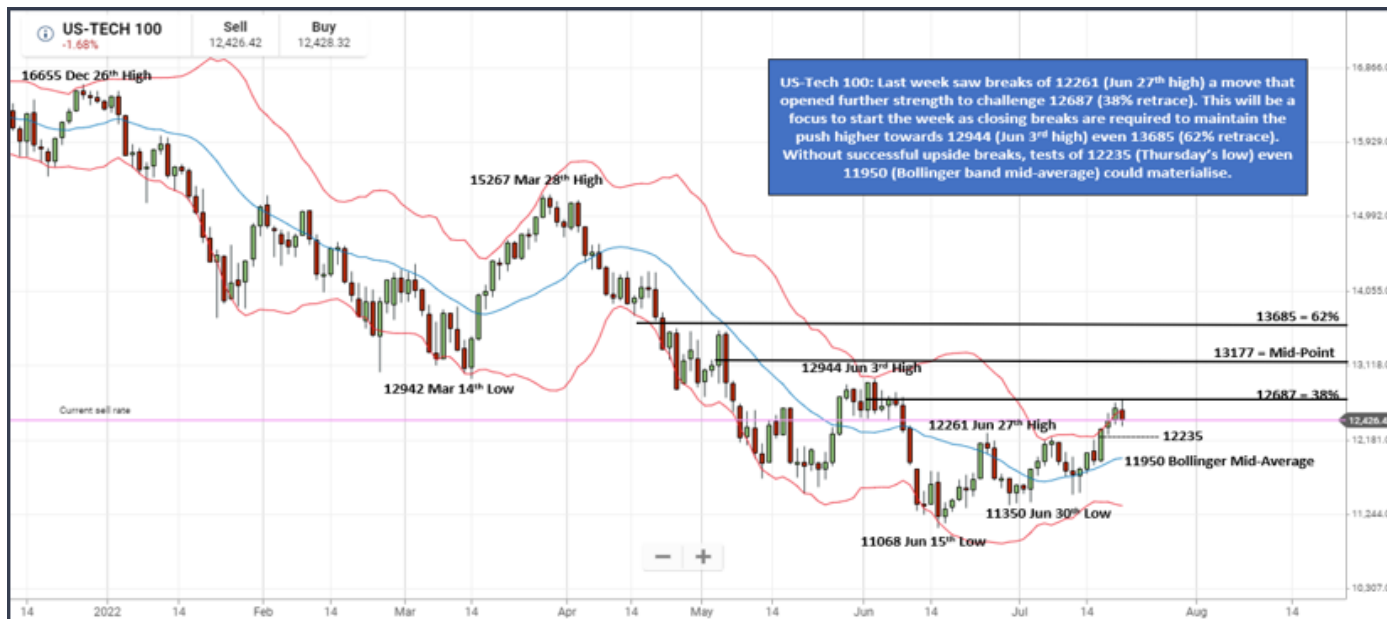 US-TECH 100
-1.68%
Sell
12,426.42
Buy
12,428.32
16655 Dec 26th High
US-Tech 100: Last week saw breaks of 12261 (Jun 27th high) a move that
opened further strength to challenge 12687 (38% retrace). This will be a
focus to start the week as closing breaks are required to maintain the
push higher towards 12944 (Jun 3rd high) even 13685 (62% retrace).
Without successful upside breaks, tests of 12235 (Thursday's low) even
11950 (Bollinger band mid-average) could materialise.
15267 Mar 28th High
13685 = 62%
13177 = Mid-Point
12944 Jun 3rd High
12942 Mar 14th Low
12687 = 38%
Current sell rate
12261 Jun 27th High
12235
11950 Bollinger Mid-Average
11350 Jun 30th Low
11068 Jun 15th Low
− +
16,866.0
15,929.0
14,992.0
14,055.0
13,118.0
13,118.0
12,426.4
12,181.0
11,244.0
10,307.0
14 2022 14 Feb 14 Mar 14 Apr 14 May 14 Jun 14 Jul 14 Aug 14